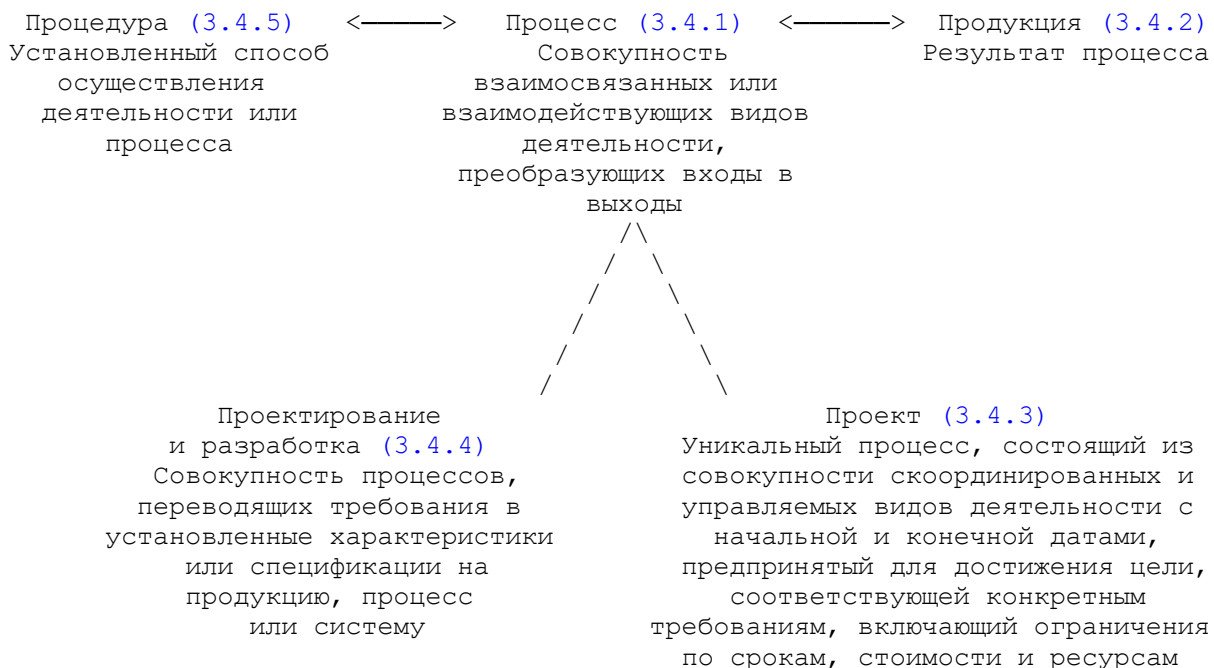 Процедура (3.4.5) <—————> Процесс (3.4.1) <——————> Продукция (3.4.2)
Установленный способ Совокупность Результат процесса
осуществления взаимосвязанных или
деятельности или взаимодействующих видов
процесса деятельности,
преобразующих входы в
выходы
Проектирование Проект (3.4.3)
и разработка (3.4.4) Уникальный процесс, состоящий из
Совокупность процессов, совокупности скоординированных и
переводящих требования в управляемых видов деятельности с
установленные характеристики начальной и конечной датами,
или спецификации на предпринятый для достижения цели,
продукцию, процесс соответствующей конкретным
или систему требованиям, включающий ограничения
по срокам, стоимости и ресурсам